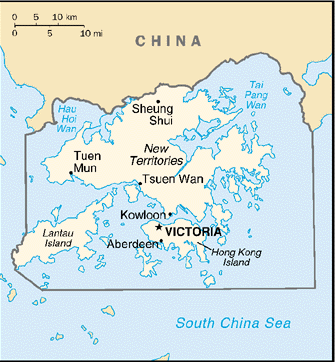 0 5 10 km
0 5 10 mi
CHINA
Tai
Pang
Wan
Hau
Hoi
Wan
Sheung
Shui
New
Territories
Tuen
Mun
Tsuen Wan
Kowloon
Lantau
Island
VICTORIA
Aberdeen
Hong Kong
Island
South China Sea